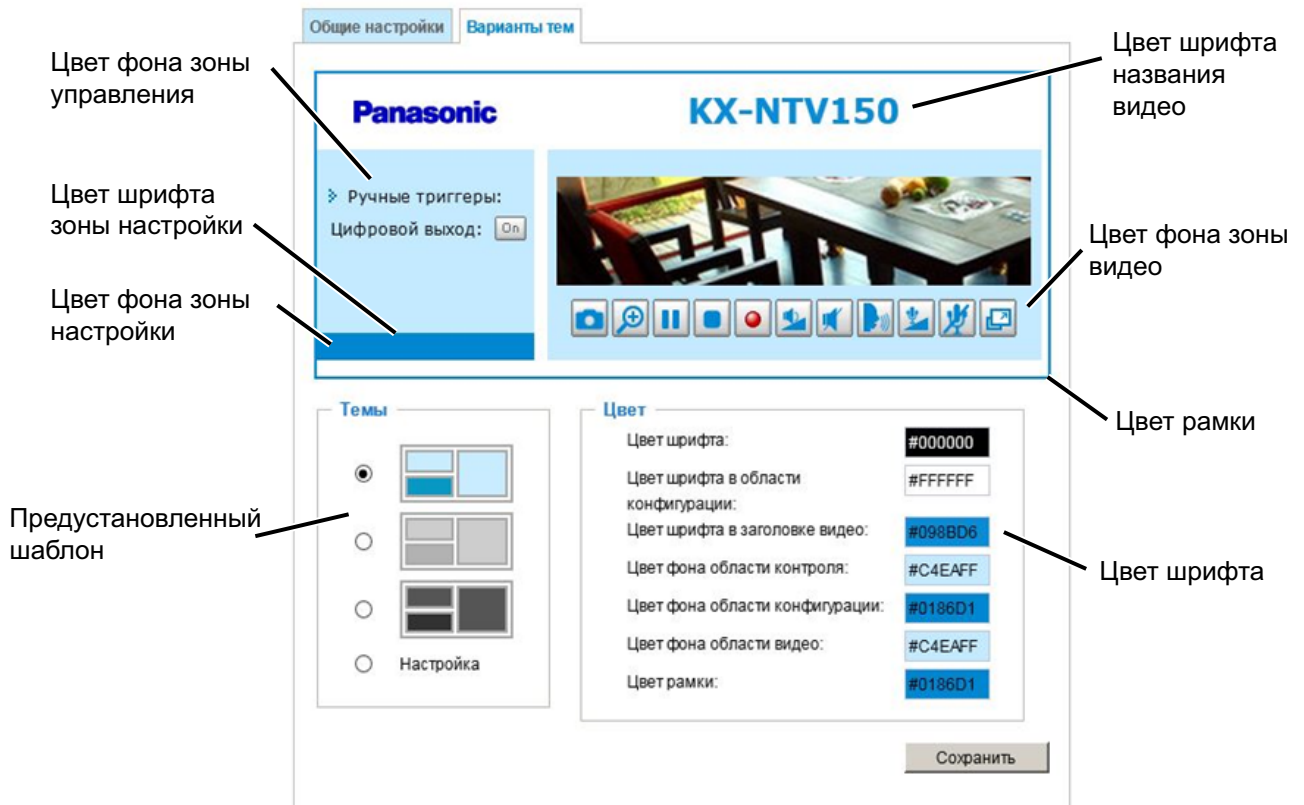 Общие настройки
Варианты тем
Цвет фона зоны
управления
Цвет шрифта
названия
видео
Panasonic
KX-NTV150
Ручные триггеры:
Цифровой выход: On
Цвет шрифта
зоны настройки
Цвет фона зоны
видео
Цвет фона зоны
настройки
Цвет рамки
Темы
Настройка
Предустановленный
шаблон
Цвет
Цвет шрифта: #000000
Цвет шрифта в области #FFFFFF
конфигурации:
Цвет шрифта в заголовке видео: #098BD6
Цвет фона области контроля: #C4EAFF
Цвет фона области конфигурации: #0186D1
Цвет фона области видео: #C4EAFF
Цвет рамки: #0186D1
Цвет шрифта
Сохранить